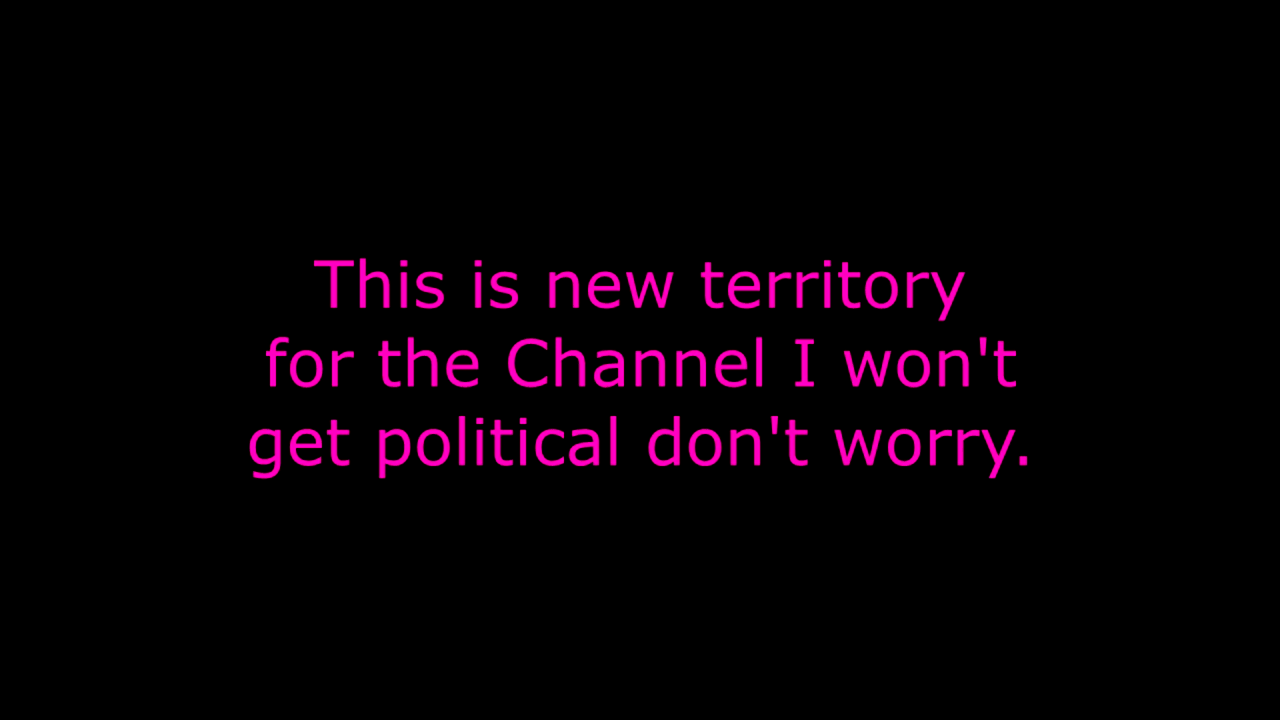 This is new territory
for the Channel I won't
get political don't worry.